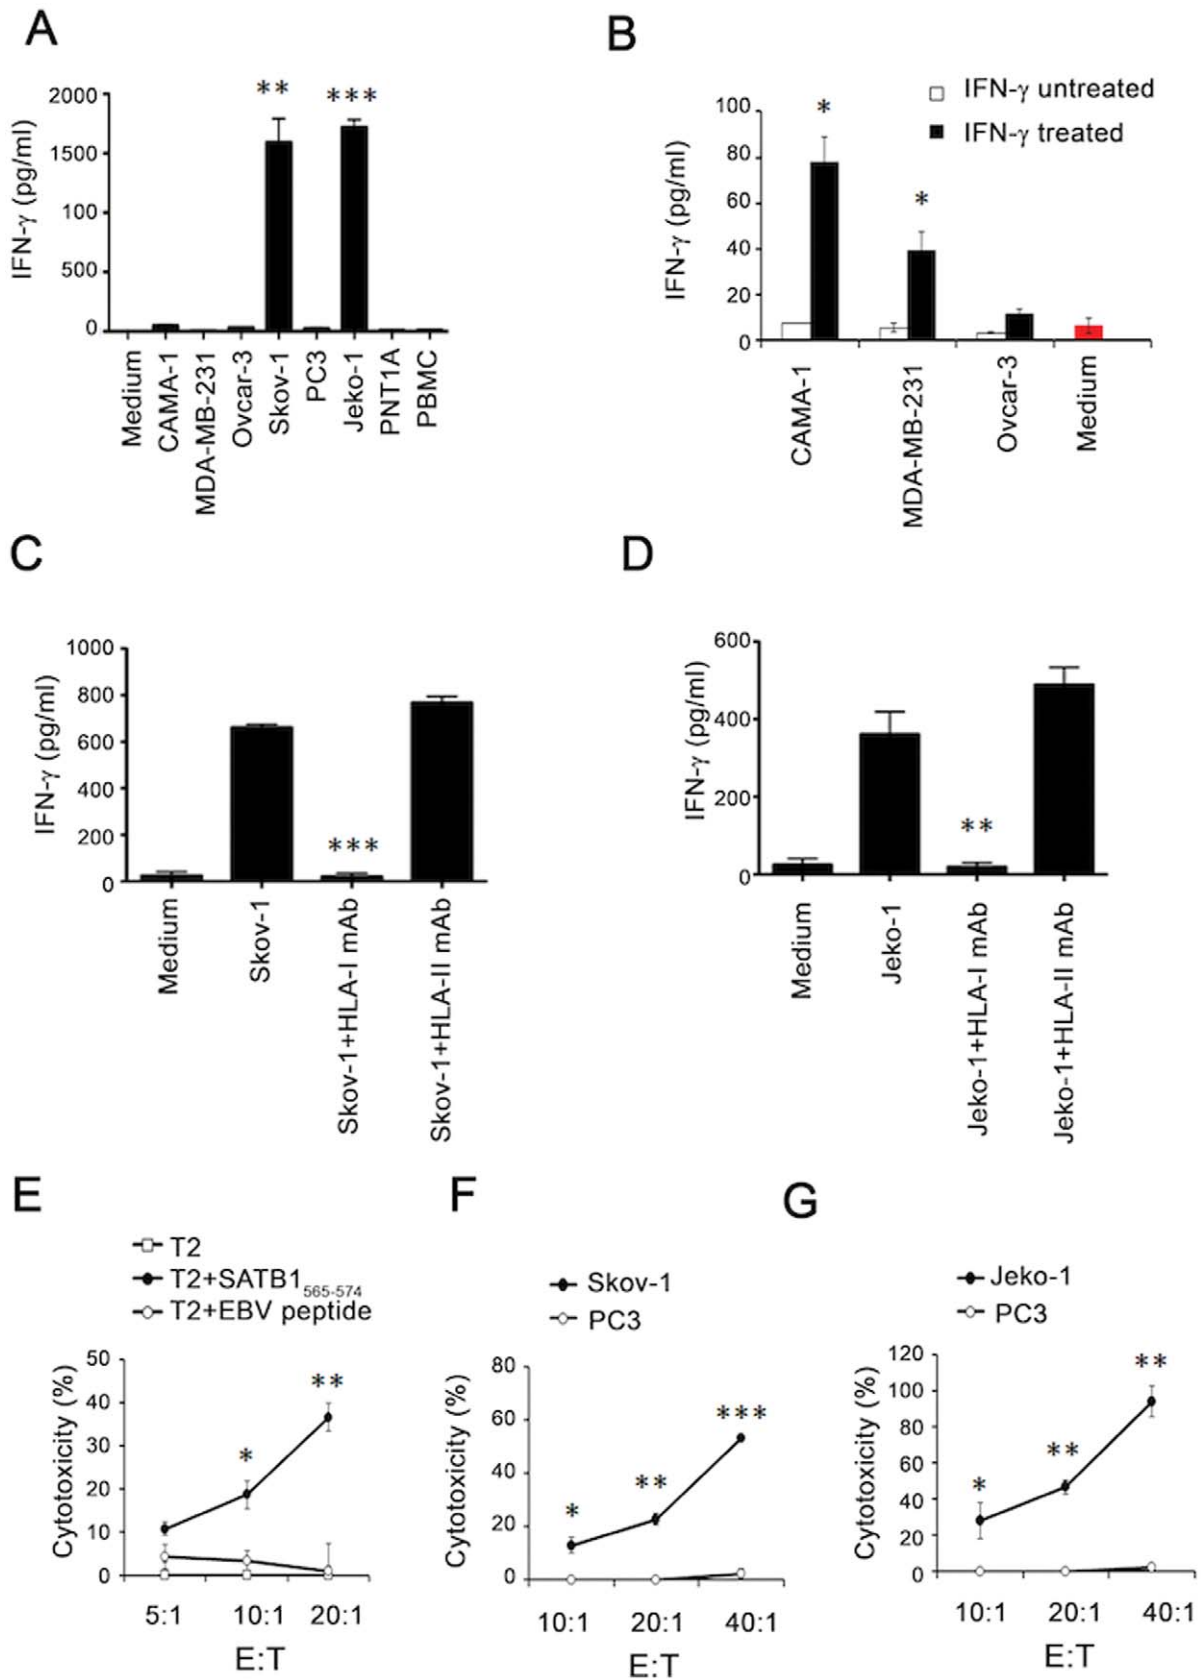 A
**
***
2000
1500
100
500
0
IFN-γ (pg/ml)
Medium
CAMA-1
MDA-MB-231
Ovcar-3
Skov-1
PC3
Jeko-1
PNT1A
PBMC
B
IFN-γ untreated
IFN-γ treated
*
*
100
80
60
40
20
0
IFN-γ (pg/ml)
CAMA-1
MDA-MB-231
Ovcar-3
Medium
C
1000
800
600
400
200
0
IFN-γ (pg/ml)
***
Medium
Skov-1
Skov-1+HLA-I mAb
Skov-1+HLA-II mAb
D
600
400
200
0
IFN-γ (pg/ml)
**
Medium
Jeko-1
Jeko-1+HLA-I mAb
Jeko-1+HLA-II mAb
E
T2
T2+SATB1565-574
T2+EBV peptide
50
40
30
20
10
0
Cytotoxicity (%)
*
**
5:1 10:1 20:1
E:T
F
Skov-1
PC3
80
60
40
20
0
Cytotoxicity (%)
*
**
***
10:1 20:1 40:1
E:T
G
Jeko-1
PC3
120
100
80
60
40
20
0
Cytotoxicity (%)
*
**
**
10:1 20:1 40:1
E:T